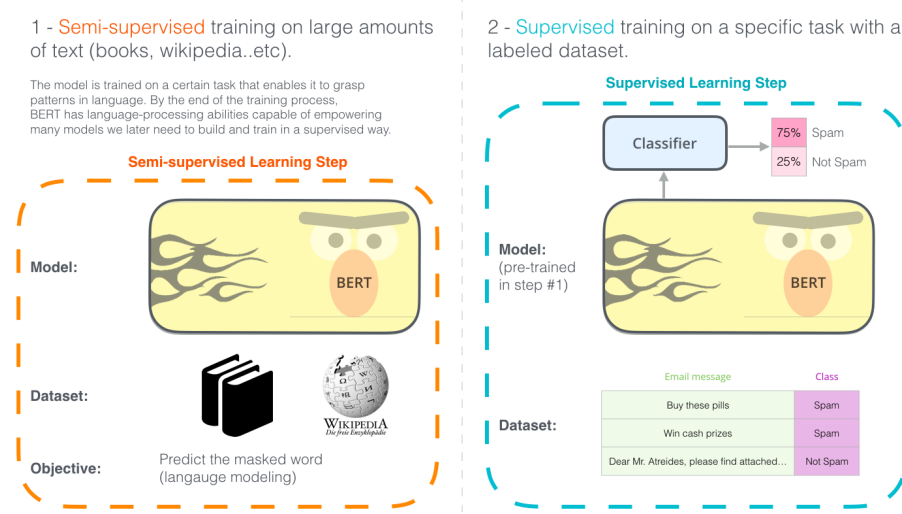 1 - Semi-supervised training on large amounts
of text (books, wikipedia..etc).
The model is trained on a certain task that enables it to grasp
patterns in language. By the end of the training process,
BERT has language-processing abilities capable of empowering
many models we later need to build and train in a supervised way.
Semi-supervised Learning Step
Model:
BERT
Dataset:
WIKIPEDIA
Die freie Enzyklopädie
Objective:
Predict the masked word
(langauge modeling)
2 - Supervised training on a specific task with a
labeled dataset.
Supervised Learning Step
Classifier
75% Spam
25% Not Spam
Model:
(pre-trained
in step #1)
BERT
Dataset:
Email message Class
Buy these pills Spam
Win cash prizes Spam
Dear Mr. Atreides, please find attached... Not Spam